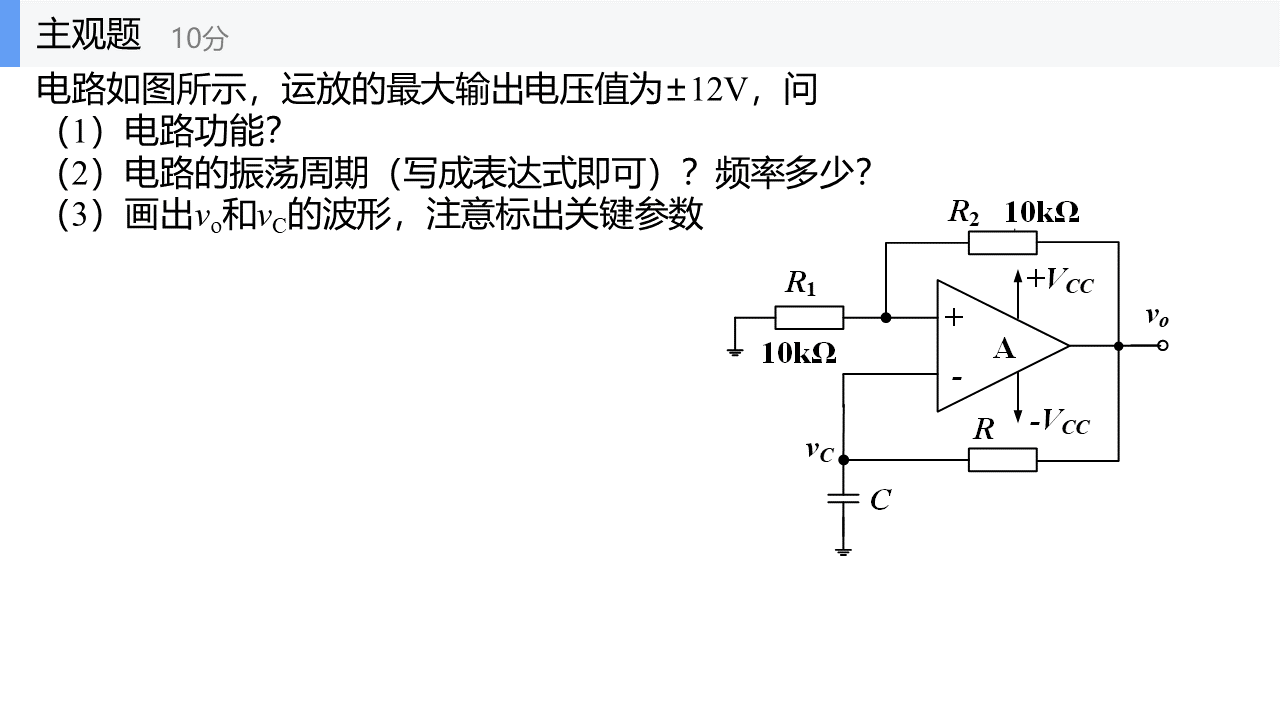 主观题 10分
电路如图所示，运放的最大输出电压值为±12V，问
（1）电路功能？
（2）电路的振荡周期（写成表达式即可）？频率多少？
（3）画出vo和vC的波形，注意标出关键参数
R2 10kΩ
+VCC
R1
10kΩ
+
A
-
vo
-VCC
R
vC
C